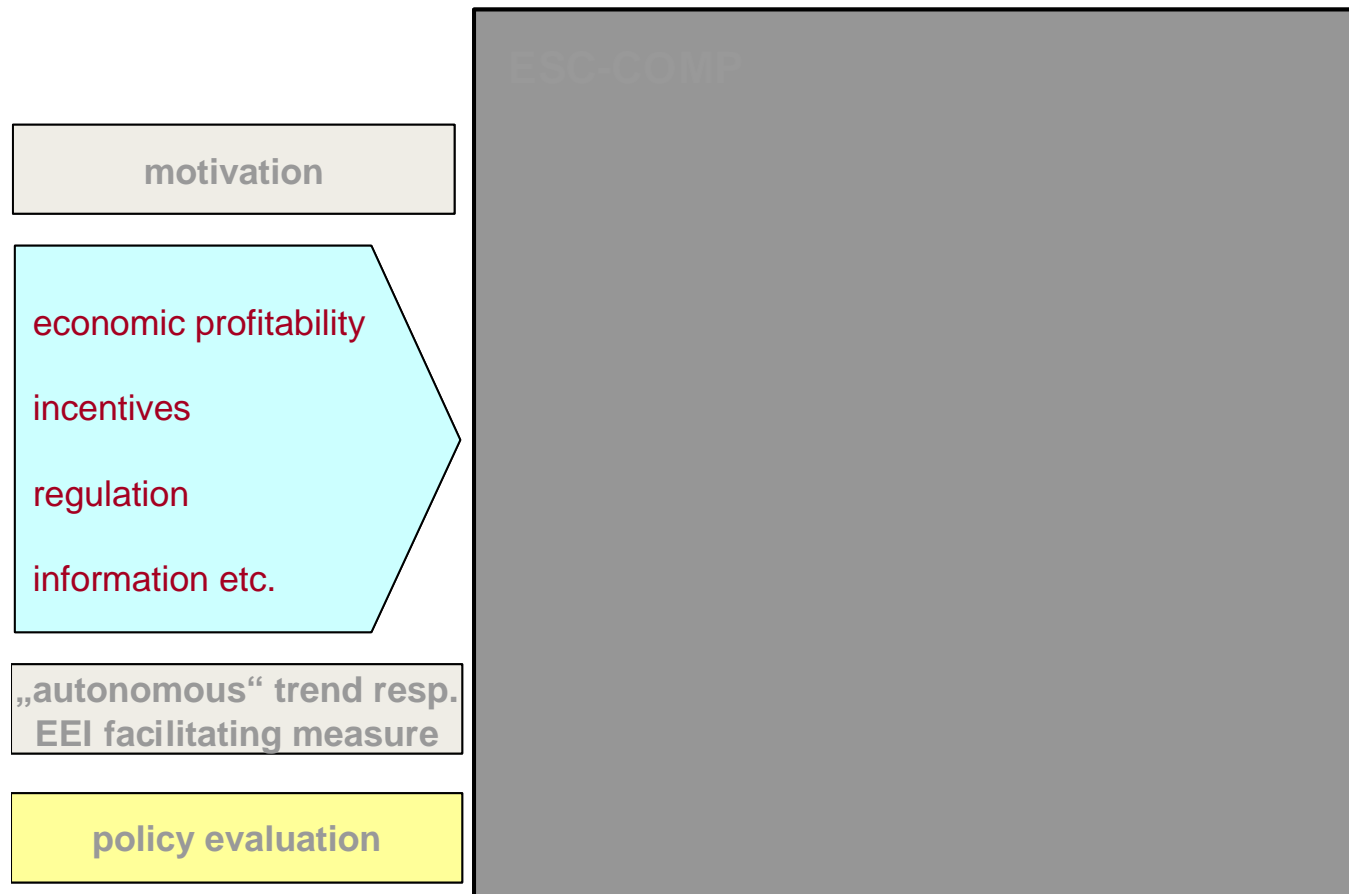 ESC-COMP
motivation
economic profitability
incentives
regulation
information etc.
„autonomous“ trend resp.
EEI facilitating measure
policy evaluation